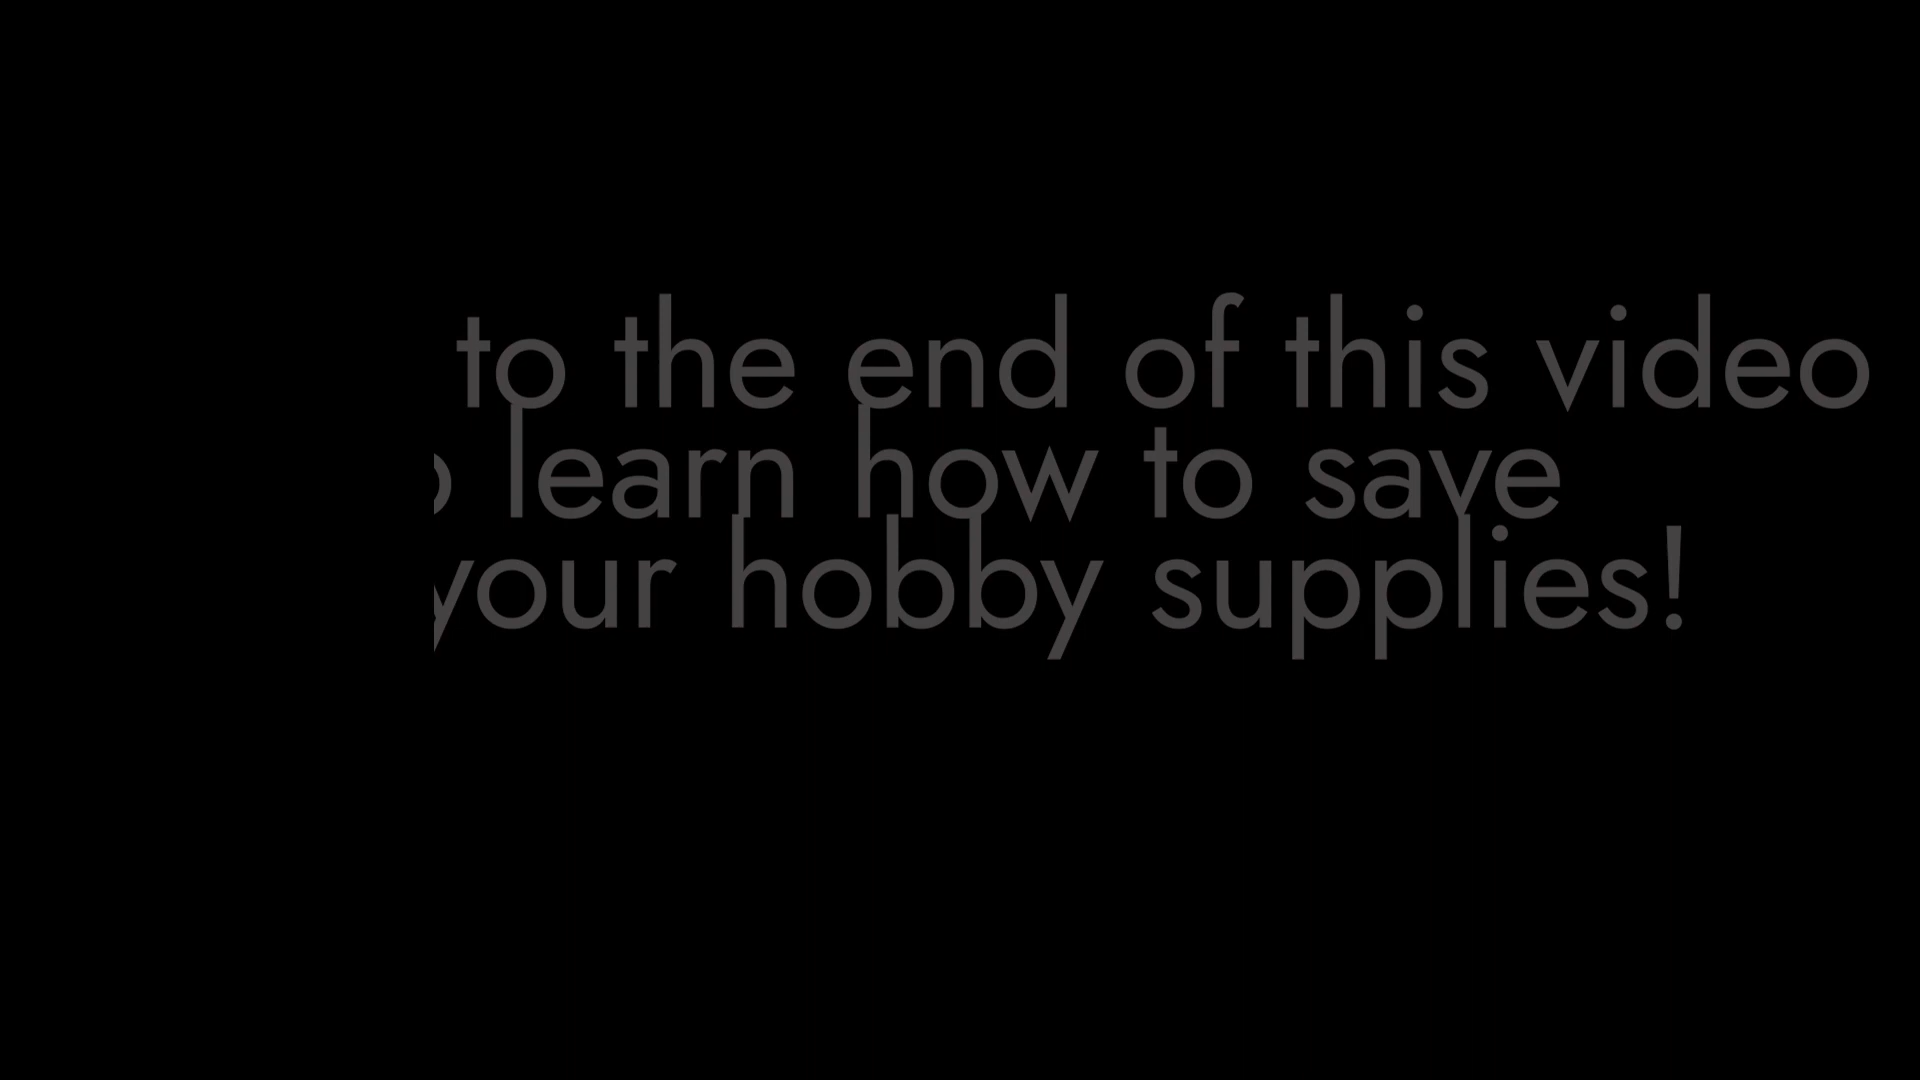 to the end of this video
learn how to save
your hobby supplies!